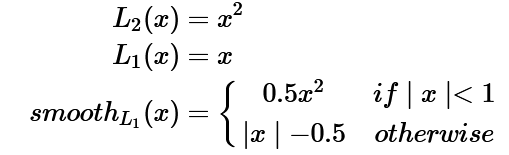 L₂(x) = x²
L₁(x) = x
smooth_{L₁}(x) = { 0.5x² if | x |< 1
|x | −0.5 otherwise